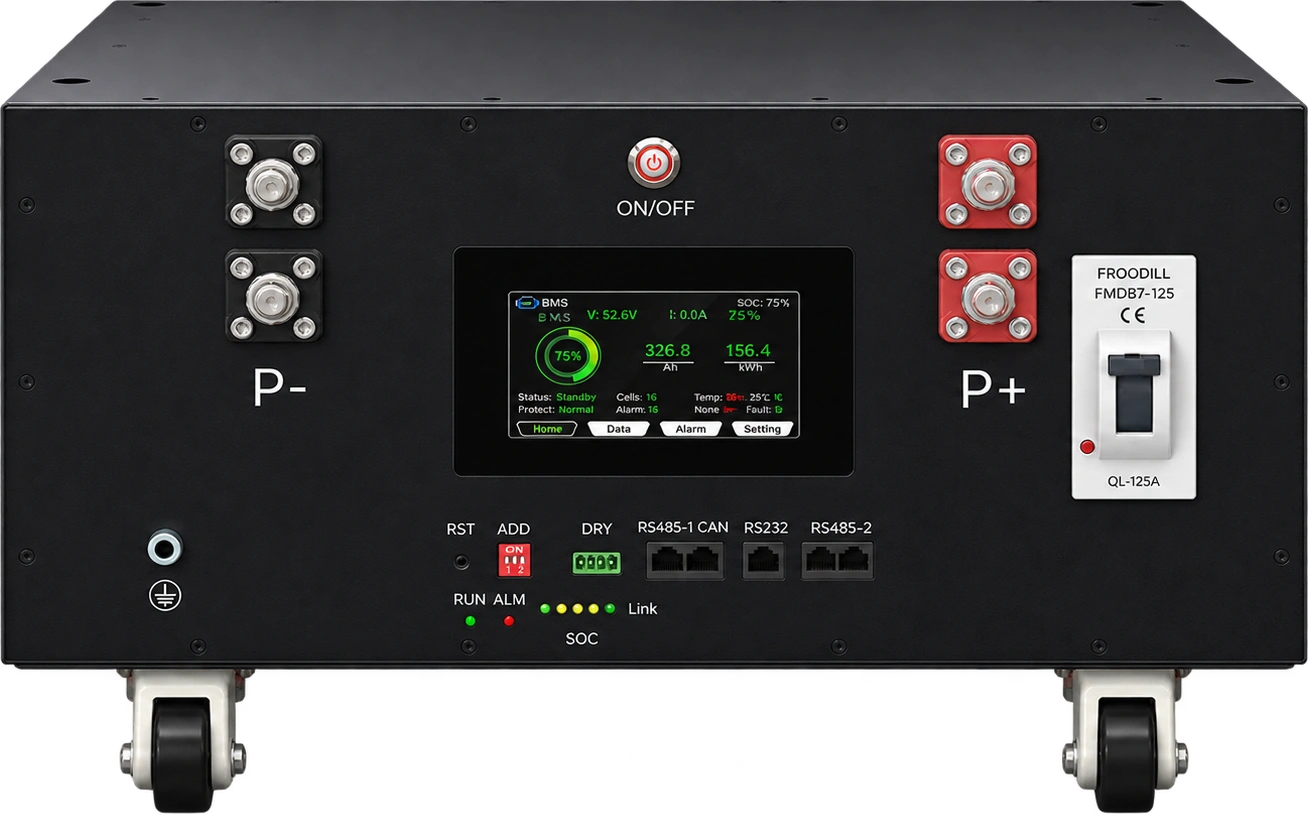 ON/OFF
FROODILL
FMDB7-125
CE
BMS
SOC: 75%
BMS
V: 52.6V
I: 0.0A
75%
75%
326.8
Ah
156.4
kWh
Status: Standby
Cells: 16
Temp:
25℃
Protect: Normal
Alarm: 16
None
Fault:
Home
Data
Alarm
Setting
P-
P+
QL-125A
RST
ADD
DRY
RS485-1 CAN
RS232
RS485-2
ON
1 2
RUN
ALM
Link
SOC